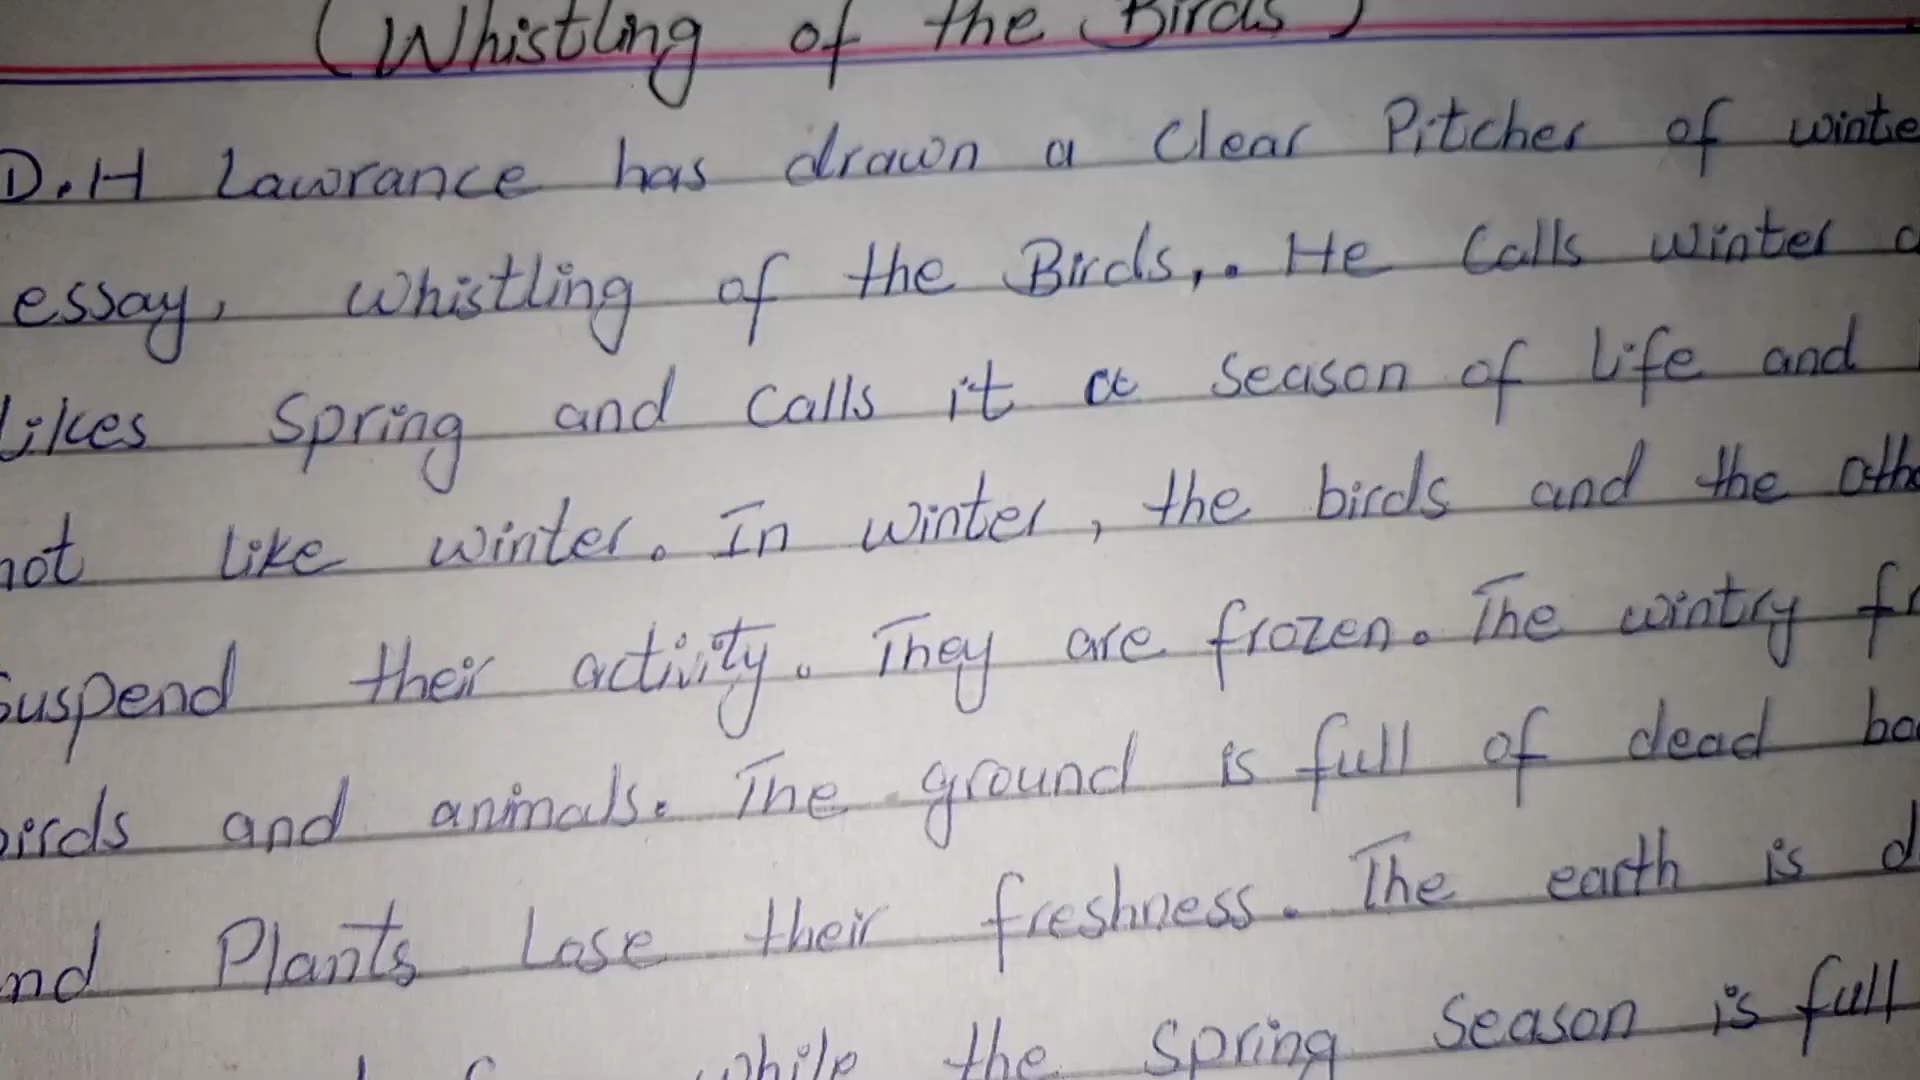 (Whistling of the Birds)
D.H Lawrance has drawn a Clear Pitcher of
essay, Whistling of the Birds,. He Calls winter
likes Spring and Calls it a Season of Life and
not like winter. In winter, the birds and the
Suspend their activity. They are frozen. The wintry
birds and animals. The ground is full of dead
Plants Lose their freshness. The earth is
while the Spring Season is full